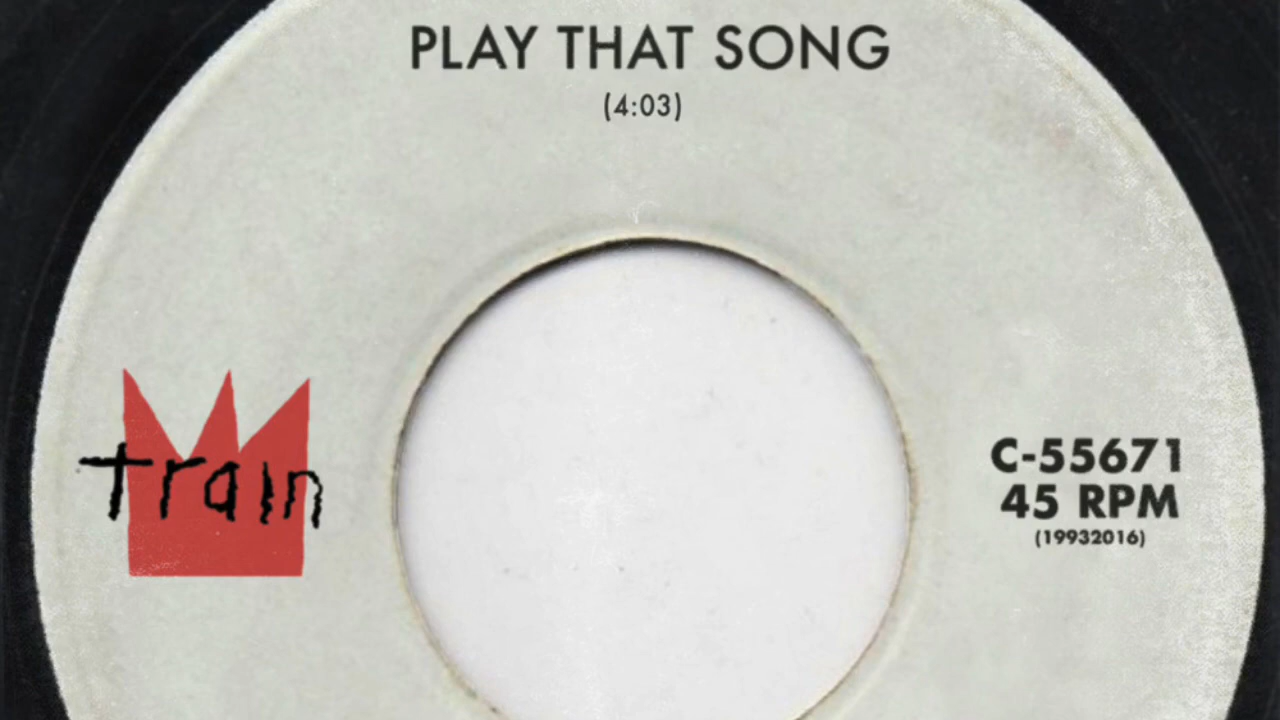 PLAY THAT SONG
(4:03)
train
C-55671
45 RPM
(19932016)